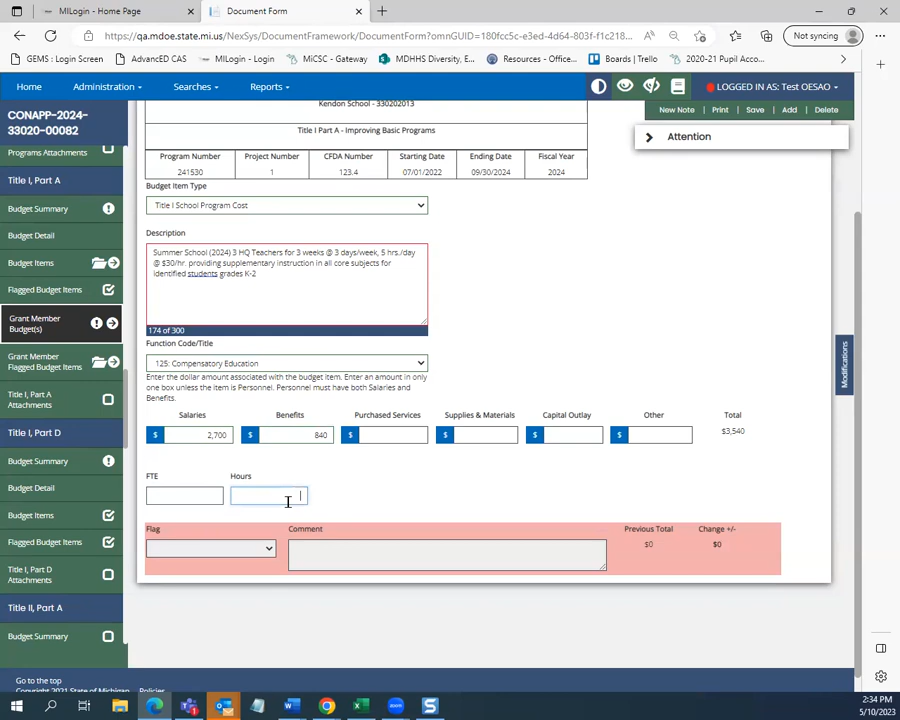 MILogin - Home Page
Document Form
https://qa.mdoe.state.mi.us/NexSys/DocumentFramework/DocumentForm?omnGUID=180fcc5c-e3ed-4d64-803f-f1c218...
Not syncing
GEMS : Login Screen
AdvancED CAS
MILogin - Login
MiCSC - Gateway
MDHHS Diversity, E...
Resources - Office...
Boards | Trello
2020-21 Pupil Acco...
Home
Administration
Searches
Reports
LOGGED IN AS: Test OESAO
New Note
Print
Save
Add
Delete
Attention
CONAPP-2024-
33020-00082
Programs Attachments
Title I, Part A
Budget Summary
Budget Detail
Budget Items
Flagged Budget Items
Grant Member
Budget(s)
Grant Member
Flagged Budget Items
Title I, Part A
Attachments
Title I, Part D
Budget Summary
Budget Detail
Budget Items
Flagged Budget Items
Title I, Part D
Attachments
Title II, Part A
Budget Summary
Kendon School - 330202013
Title I Part A - Improving Basic Programs
Program Number
Project Number
CFDA Number
Starting Date
Ending Date
Fiscal Year
241530
1
123.4
07/01/2022
09/30/2024
2024
Budget Item Type
Title I School Program Cost
Description
Summer School (2024) 3 HQ Teachers for 3 weeks @ 3 days/week, 5 hrs./day
@ $30/hr. providing supplementary instruction in all core subjects for
identified students grades K-2
174 of 300
Function Code/Title
125: Compensatory Education
Enter the dollar amount associated with the budget item. Enter an amount in only
one box unless the item is Personnel. Personnel must have both Salaries and
Benefits.
Salaries
Benefits
Purchased Services
Supplies & Materials
Capital Outlay
Other
Total
$ 2,700
$ 840
$
$
$
$
$3,540
FTE
Hours
Flag
Comment
Previous Total
Change +/-
$0
$0
Modifications
Go to the top
Copyright 2021 State of Michigan
Policies
2:34 PM
5/10/2023